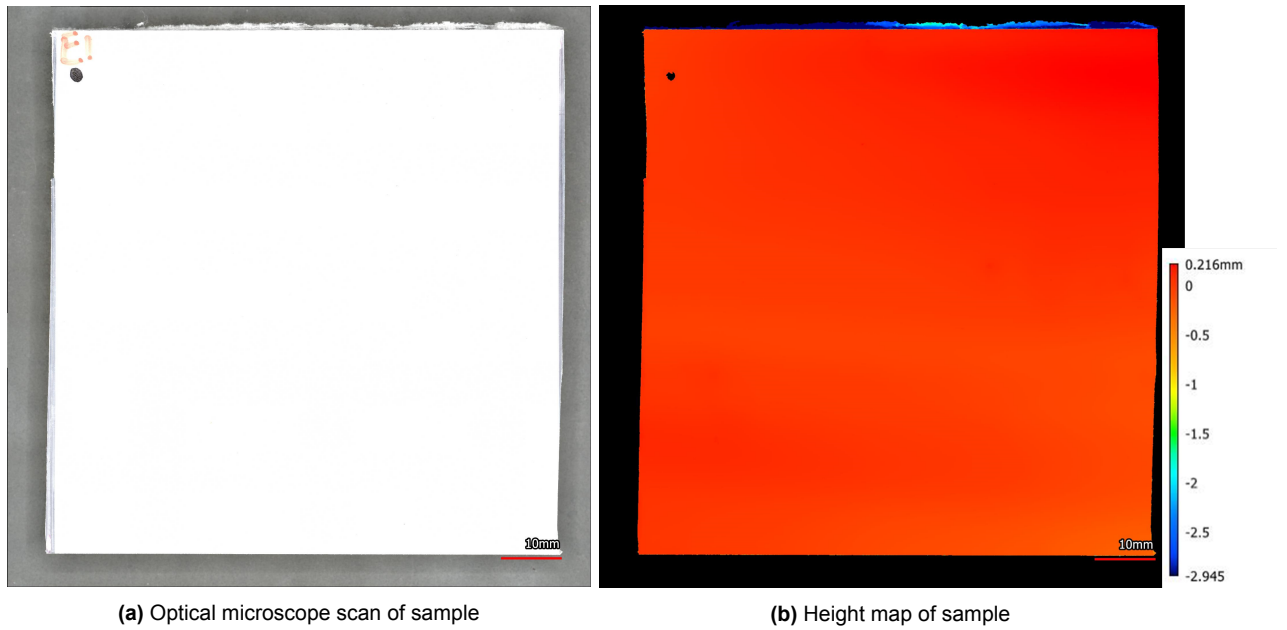 10mm
10mm
0.216mm
0
-0.5
-1
-1.5
-2
-2.5
-2.945
(a) Optical microscope scan of sample
(b) Height map of sample